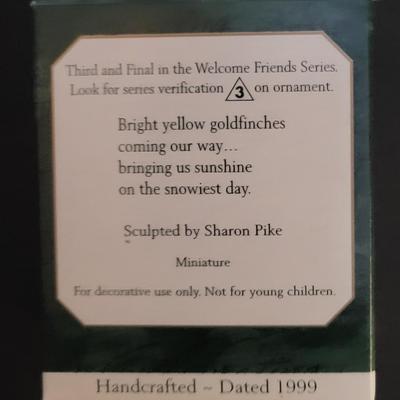 Third and Final in the Welcome Friends Series.
Look for series verification 3 on ornament.
Bright yellow goldfinches
coming our way...
bringing us sunshine
on the snowiest day.
Sculpted by Sharon Pike
Miniature
For decorative use only. Not for young children.
Handcrafted ~ Dated 1999